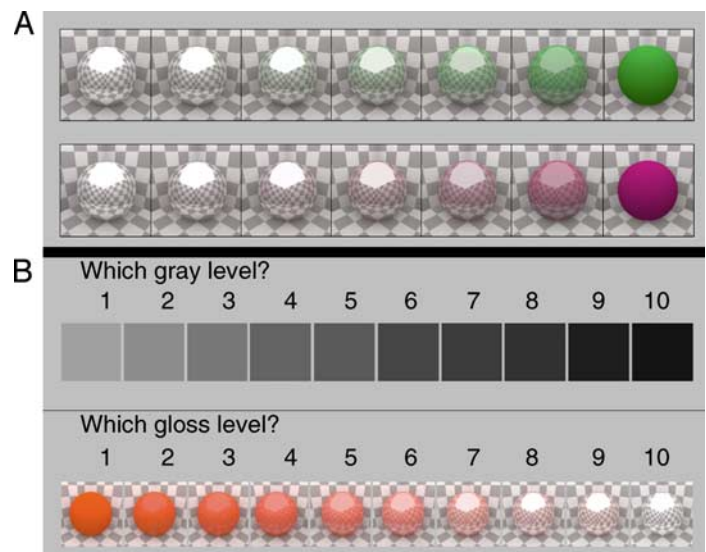 A
B
Which gray level?
1 2 3 4 5 6 7 8 9 10
Which gloss level?
1 2 3 4 5 6 7 8 9 10